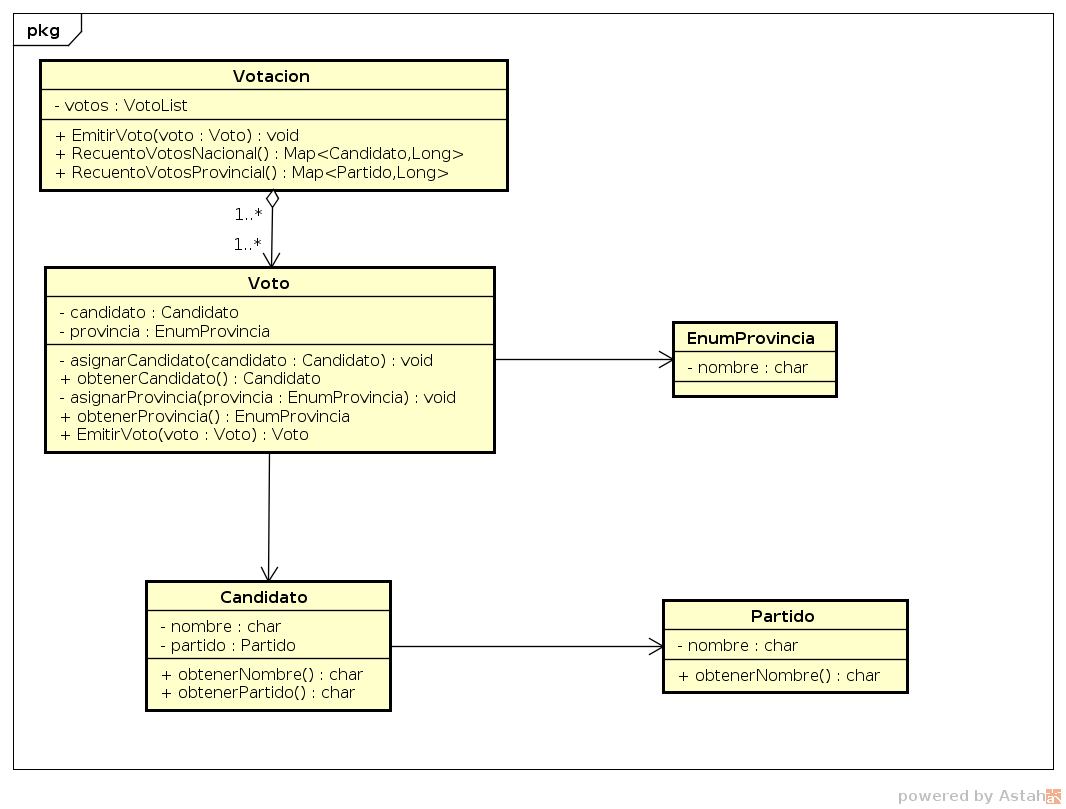 pkg
Votacion
- votos : VotoList
+ EmitirVoto(voto : Voto) : void
+ RecuentoVotosNacional() : Map<Candidato,Long>
+ RecuentoVotosProvincial() : Map<Partido,Long>
1..*
1..*
Voto
- candidato : Candidato
- provincia : EnumProvincia
- asignarCandidato(candidato : Candidato) : void
+ obtenerCandidato() : Candidato
- asignarProvincia(provincia : EnumProvincia) : void
+ obtenerProvincia() : EnumProvincia
+ EmitirVoto(voto : Voto) : Voto
EnumProvincia
- nombre : char
Candidato
- nombre : char
- partido : Partido
+ obtenerNombre() : char
+ obtenerPartido() : char
Partido
- nombre : char
+ obtenerNombre() : char
powered by Astah